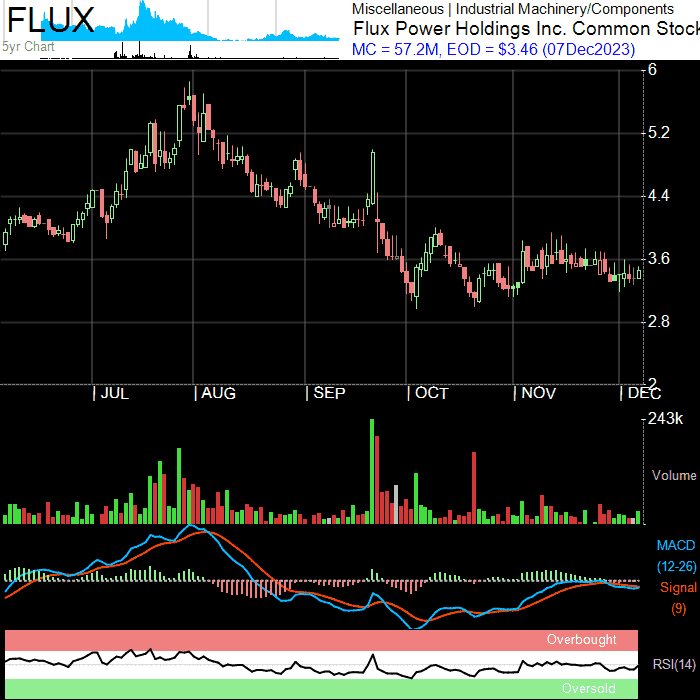 FLUX
5yr Chart
Miscellaneous | Industrial Machinery/Components
Flux Power Holdings Inc. Common Stock
MC = 57.2M, EOD = $3.46 (07Dec2023)
6
5.2
4.4
3.6
2.8
2
| JUL | AUG | SEP | OCT | NOV | DEC
243k
Volume
MACD
(12-26)
Signal
(9)
Overbought
RSI(14)
Oversold